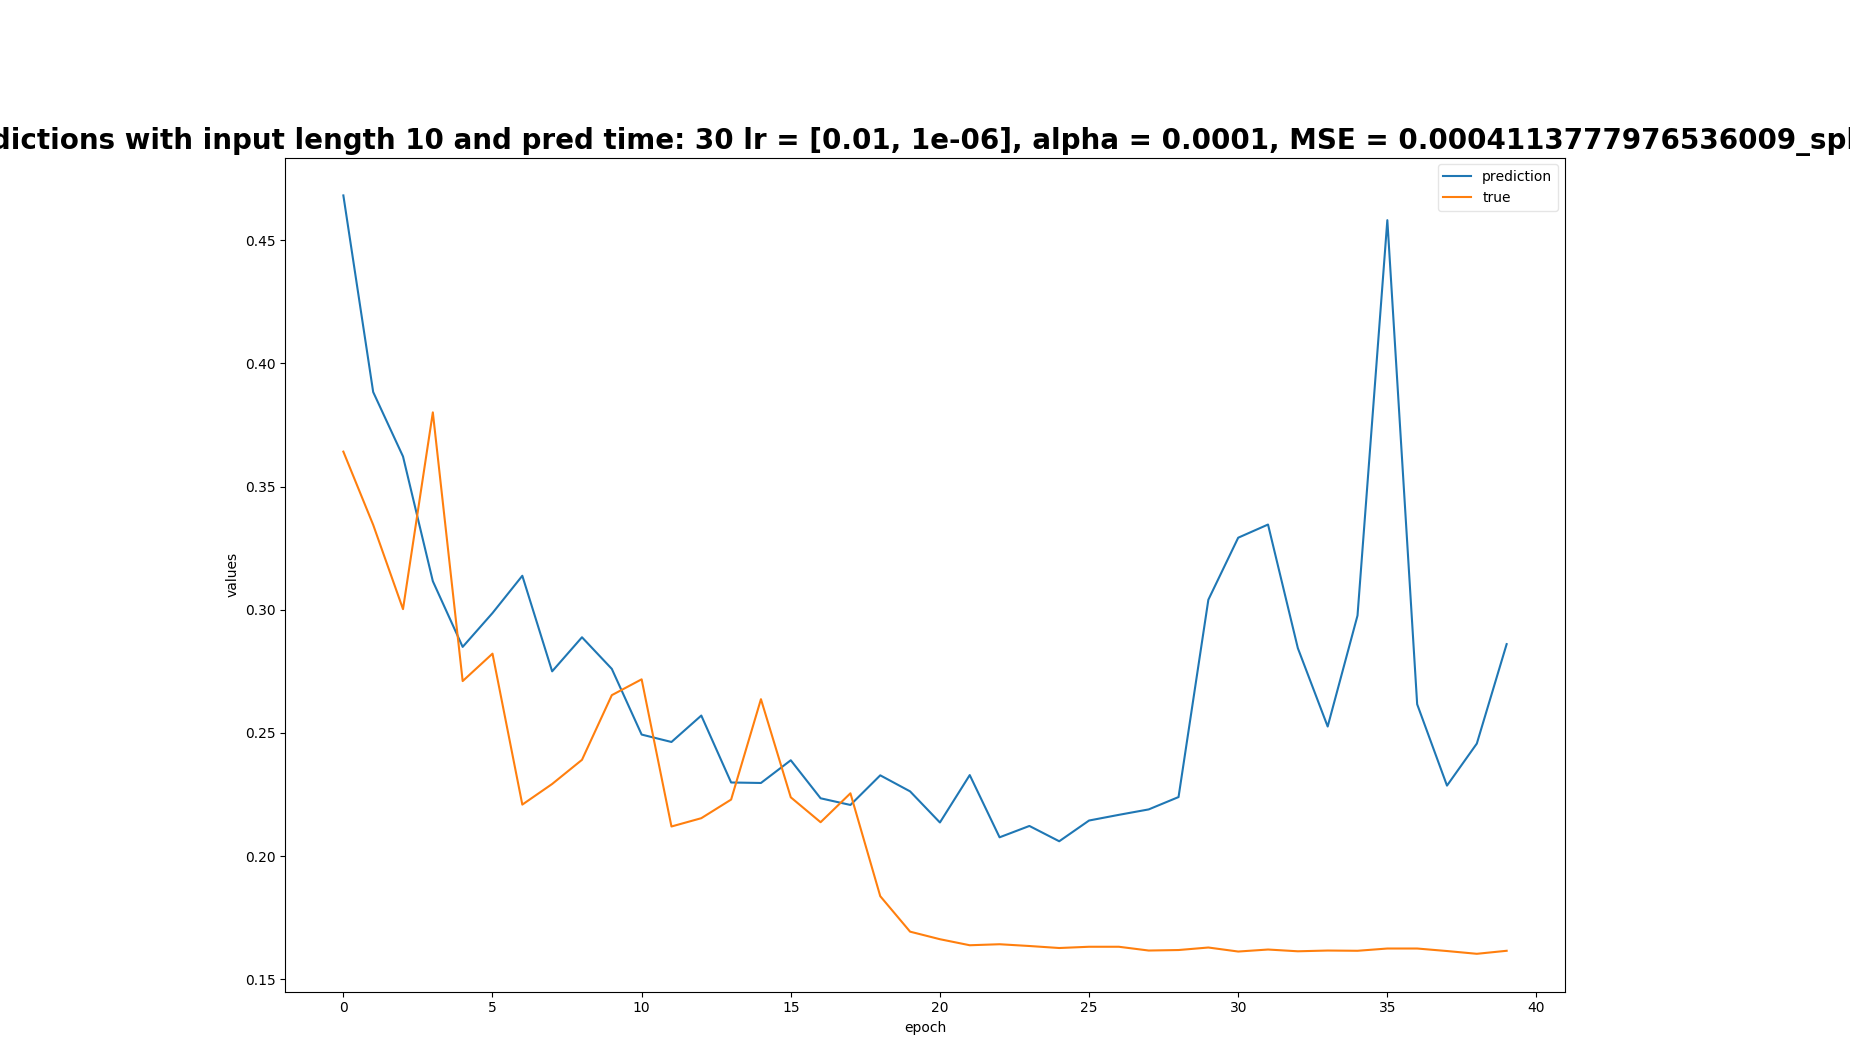 dictions with input length 10 and pred time: 30 lr = [0.01, 1e-06], alpha = 0.0001, MSE = 0.0004113777976536009_spl
prediction
true
0.45
0.40
0.35
0.30
0.25
0.20
0.15
values
0 5 10 15 20 25 30 35 40
epoch